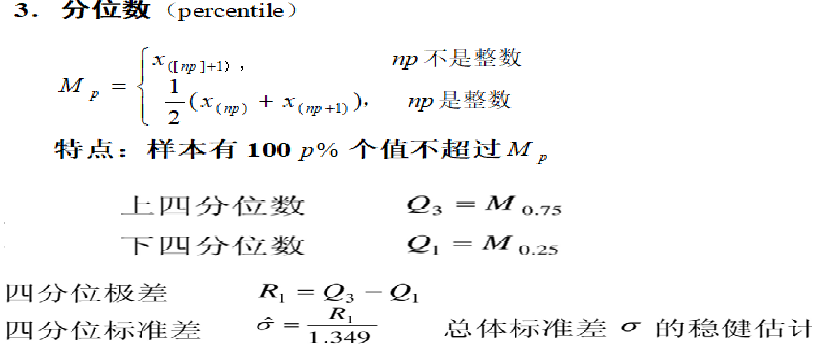 3. 分位数（percentile）
M_p = { x_([np]+1), np 不是整数
1/2 (x_(np) + x_(np+1)), np 是整数
特点：样本有 100 p% 个值不超过 M_p
上四分位数 Q_3 = M_0.75
下四分位数 Q_1 = M_0.25
四分位极差 R_1 = Q_3 − Q_1
四分位标准差 σ̂ = R_1/1.349 总体标准差 σ 的稳健估计